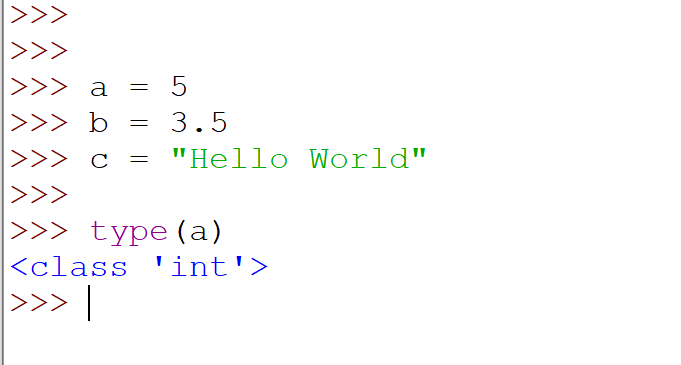 >>>
>>>
>>> a = 5
>>> b = 3.5
>>> c = "Hello World"
>>>
>>> type(a)
<class 'int'>
>>>